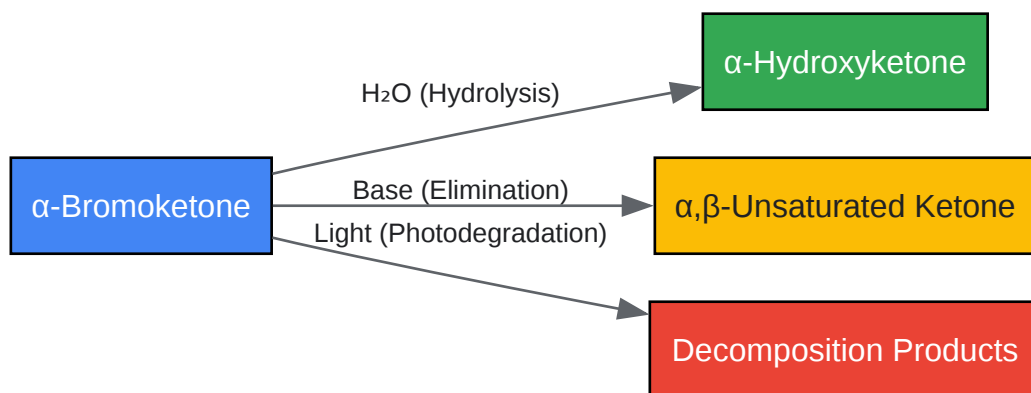 α-Hydroxyketone
H₂O (Hydrolysis)
α-Bromoketone
Base (Elimination)
α,β-Unsaturated Ketone
Light (Photodegradation)
Decomposition Products